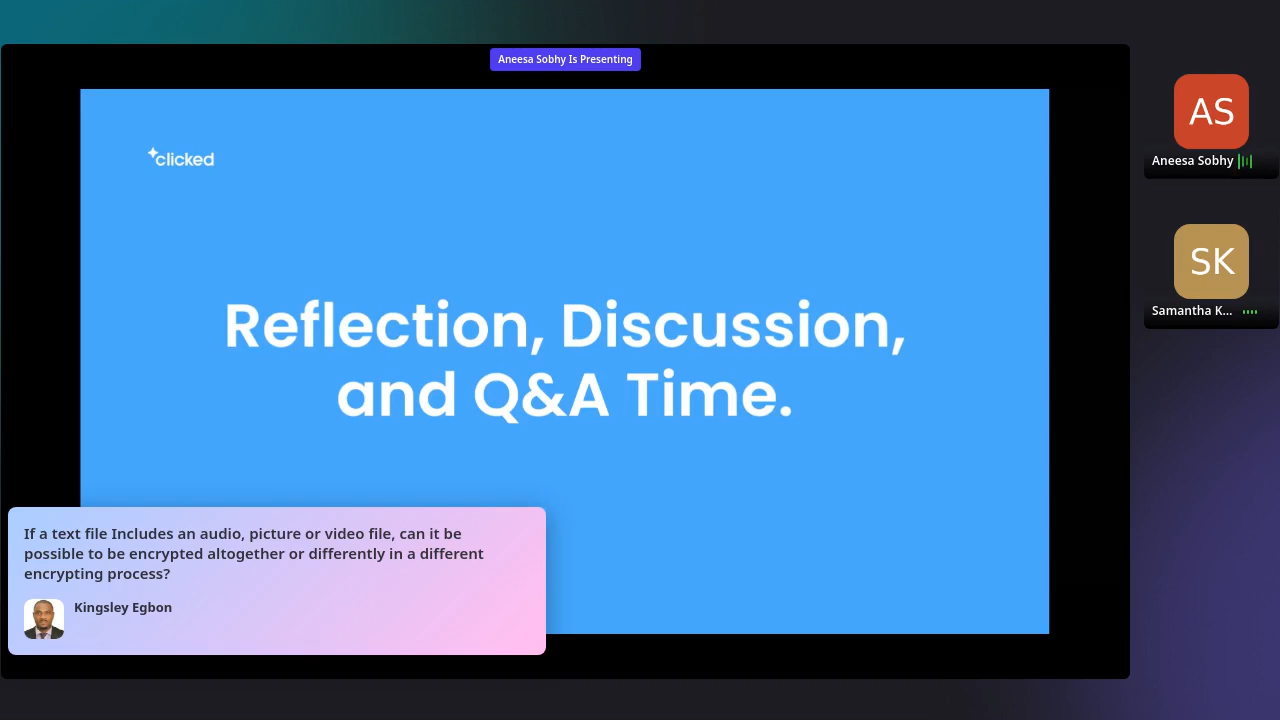 Aneesa Sobhy Is Presenting
clicked
Reflection, Discussion,
and Q&A Time.
If a text file Includes an audio, picture or video file, can it be
possible to be encrypted altogether or differently in a different
encrypting process?
Kingsley Egbon
AS
Aneesa Sobhy
SK
Samantha K...